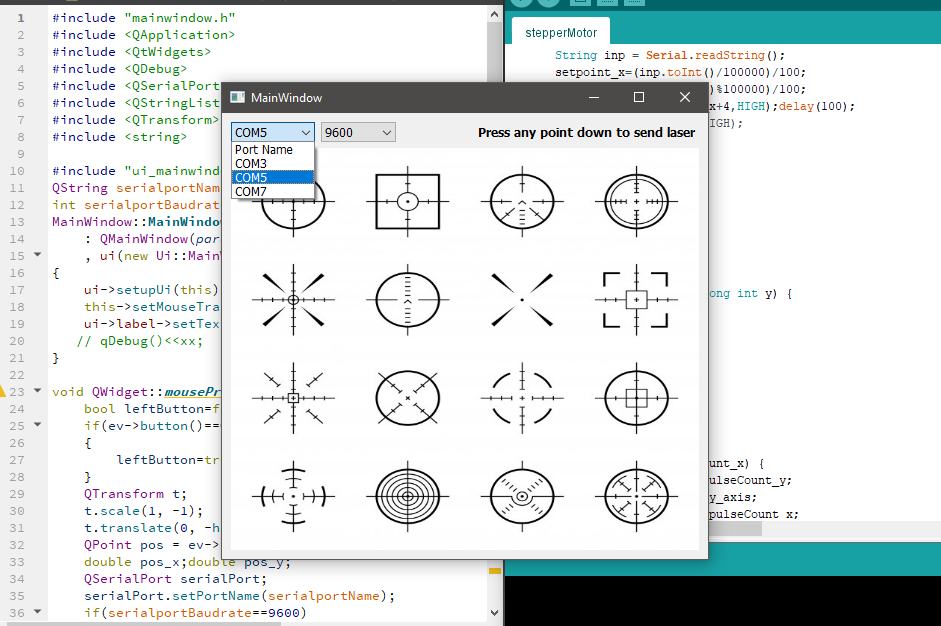 1 #include "mainwindow.h"
2 #include <QApplication>
3 #include <QtWidgets>
4 #include <QDebug>
5 #include <QSerialPort
6 #include <QStringList
7 #include <QTransform>
8 #include <string>
9
10 #include "ui_mainwind
11 QString serialportName
12 int serialportBaudrate
13 MainWindow::MainWindow
14 : QMainWindow(par
15 , ui(new Ui::Main
16 {
17 ui->setupUi(this)
18 this->setMouseTra
19 ui->label->setTex
20 // qDebug()<<xx;
21 }
22
23 void QWidget::mousePr
24 bool leftButton=f
25 if(ev->button()==
26 {
27 leftButton=tru
28 }
29 QTransform t;
30 t.scale(1, -1);
31 t.translate(0, -h
32 QPoint pos = ev->
33 double pos_x;double pos_y;
34 QSerialPort serialPort;
35 serialPort.setPortName(serialportName);
36 if(serialportBaudrate==9600)
MainWindow
COM5 9600 Press any point down to send laser
Port Name
COM3
COM5
COM7
stepperMotor
String inp = Serial.readString();
setpoint_x=(inp.toInt()/100000)/100;
)%100000)/100;
x+4,HIGH);delay(100);
IGH);
ong int y) {
unt_x) {
ulseCount_y;
y_axis;
pulseCount_x;